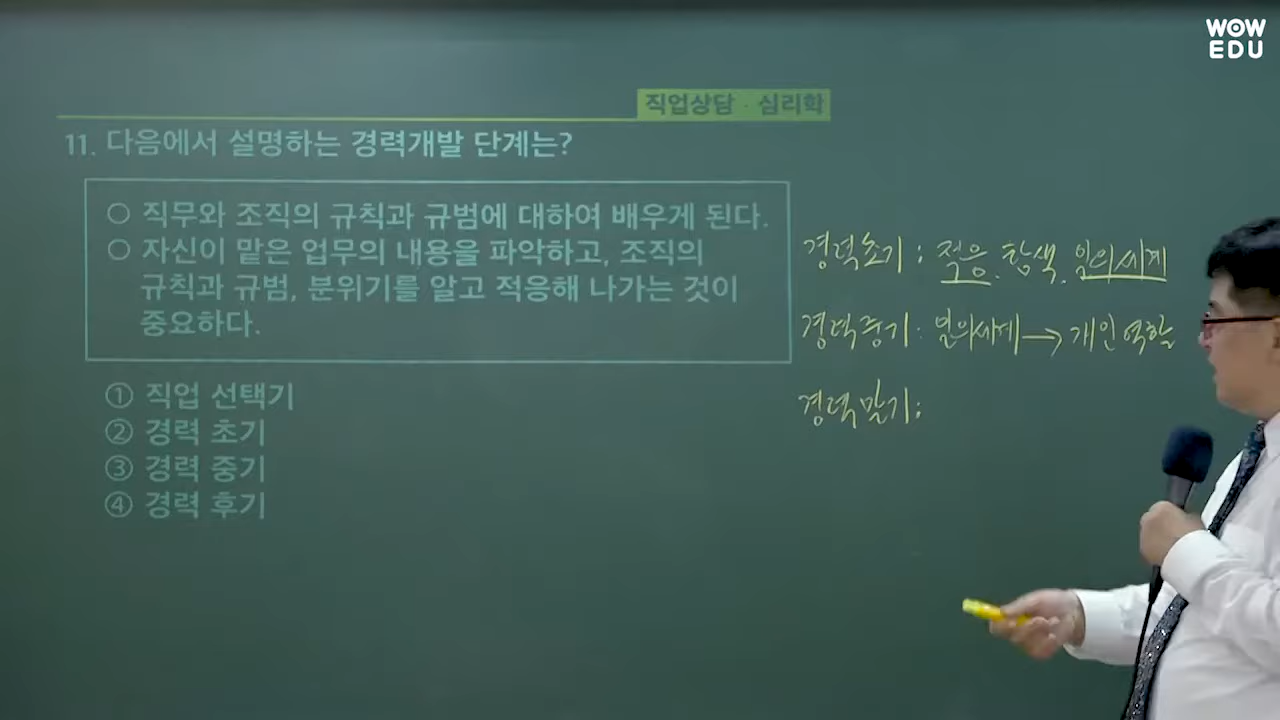 WOW
EDU
직업상담 · 심리학
11. 다음에서 설명하는 경력개발 단계는?
○ 직무와 조직의 규칙과 규범에 대하여 배우게 된다.
○ 자신이 맡은 업무의 내용을 파악하고, 조직의
규칙과 규범, 분위기를 알고 적응해 나가는 것이
중요하다.
① 직업 선택기
② 경력 초기
③ 경력 중기
④ 경력 후기
경력초기 : 적응, 탐색, 일의세계
경력중기 : 일의세계 → 개인역할
경력말기 :